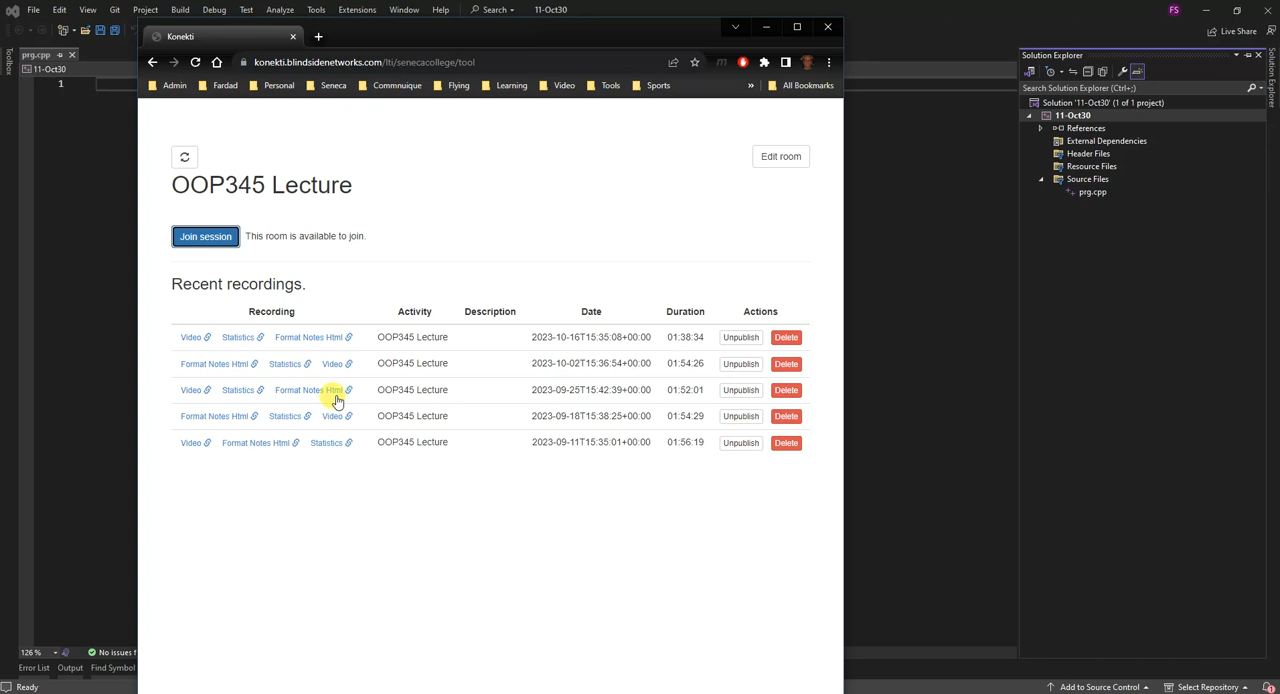 File Edit View Git Project Build Debug Test Analyze Tools Extensions Window Help Search 11-Oct30 FS
Live Share
Konekti
konekti.blindsidenetworks.com/lti/senecacollege/tool
Admin Fardad Personal Seneca Commnuique Flying Learning Video Tools Sports » All Bookmarks
Toolbox
prg.cpp
11-Oct30
1
Edit room
OOP345 Lecture
Join session This room is available to join.
Recent recordings.
Recording Activity Description Date Duration Actions
Video Statistics Format Notes Html OOP345 Lecture 2023-10-16T15:35:08+00:00 01:38:34 Unpublish Delete
Format Notes Html Statistics Video OOP345 Lecture 2023-10-02T15:36:54+00:00 01:54:26 Unpublish Delete
Video Statistics Format Notes Html OOP345 Lecture 2023-09-25T15:42:39+00:00 01:52:01 Unpublish Delete
Format Notes Html Statistics Video OOP345 Lecture 2023-09-18T15:38:25+00:00 01:54:29 Unpublish Delete
Video Format Notes Html Statistics OOP345 Lecture 2023-09-11T15:35:01+00:00 01:56:19 Unpublish Delete
Solution Explorer
Search Solution Explorer (Ctrl+;)
Solution '11-Oct30' (1 of 1 project)
11-Oct30
References
External Dependencies
Header Files
Resource Files
Source Files
prg.cpp
Solution Explorer
126 % No issues f
Error List Output Find Symbol
Ready Add to Source Control Select Repository